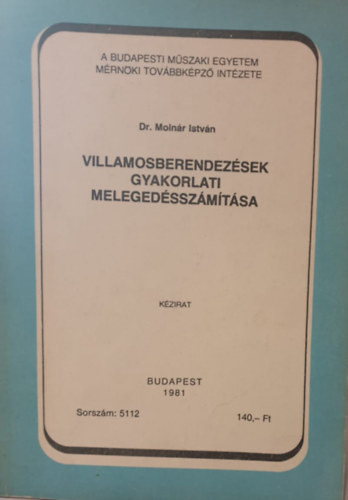 A BUDAPESTI MŰSZAKI EGYETEM
MÉRNÖKI TOVÁBBKÉPZŐ INTÉZETE
Dr. Molnár István
VILLAMOSBERENDEZÉSEK
GYAKORLATI
MELEGEDÉSSZÁMÍTÁSA
KÉZIRAT
BUDAPEST
1981
Sorszám: 5112 140,– Ft